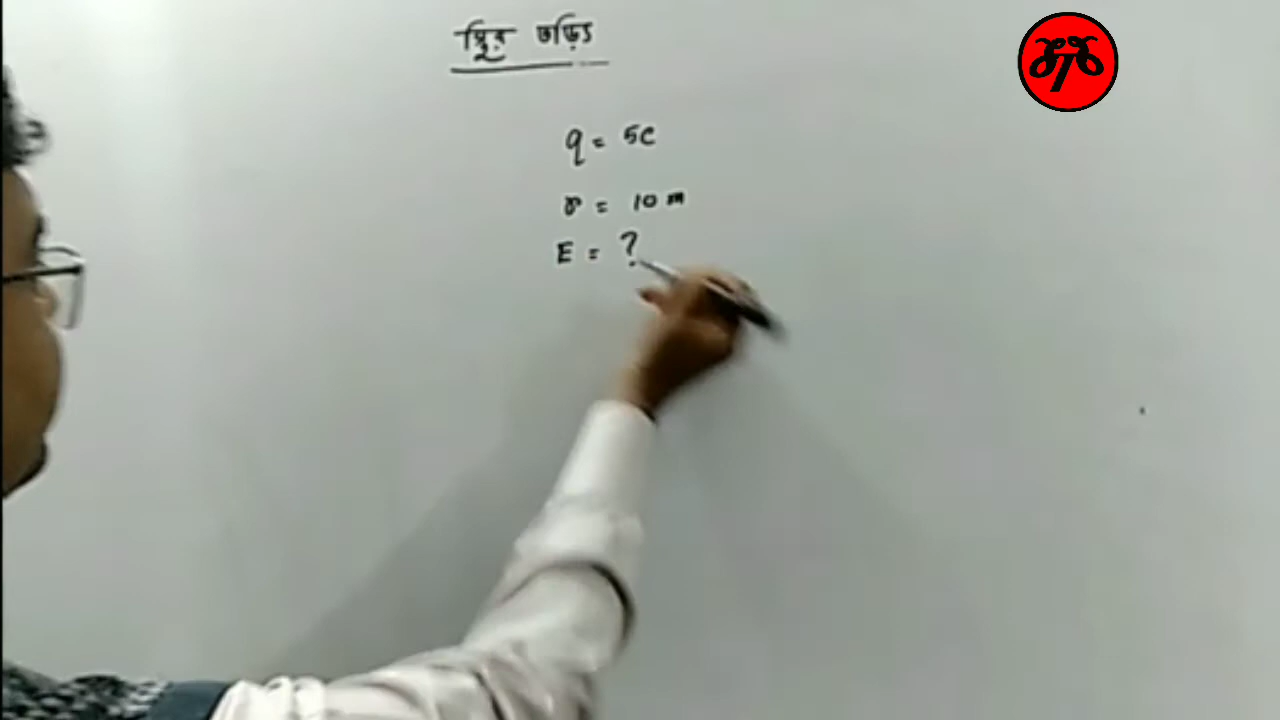 স্থির তড়িৎ
q = 5C
r = 10 m
E = ?